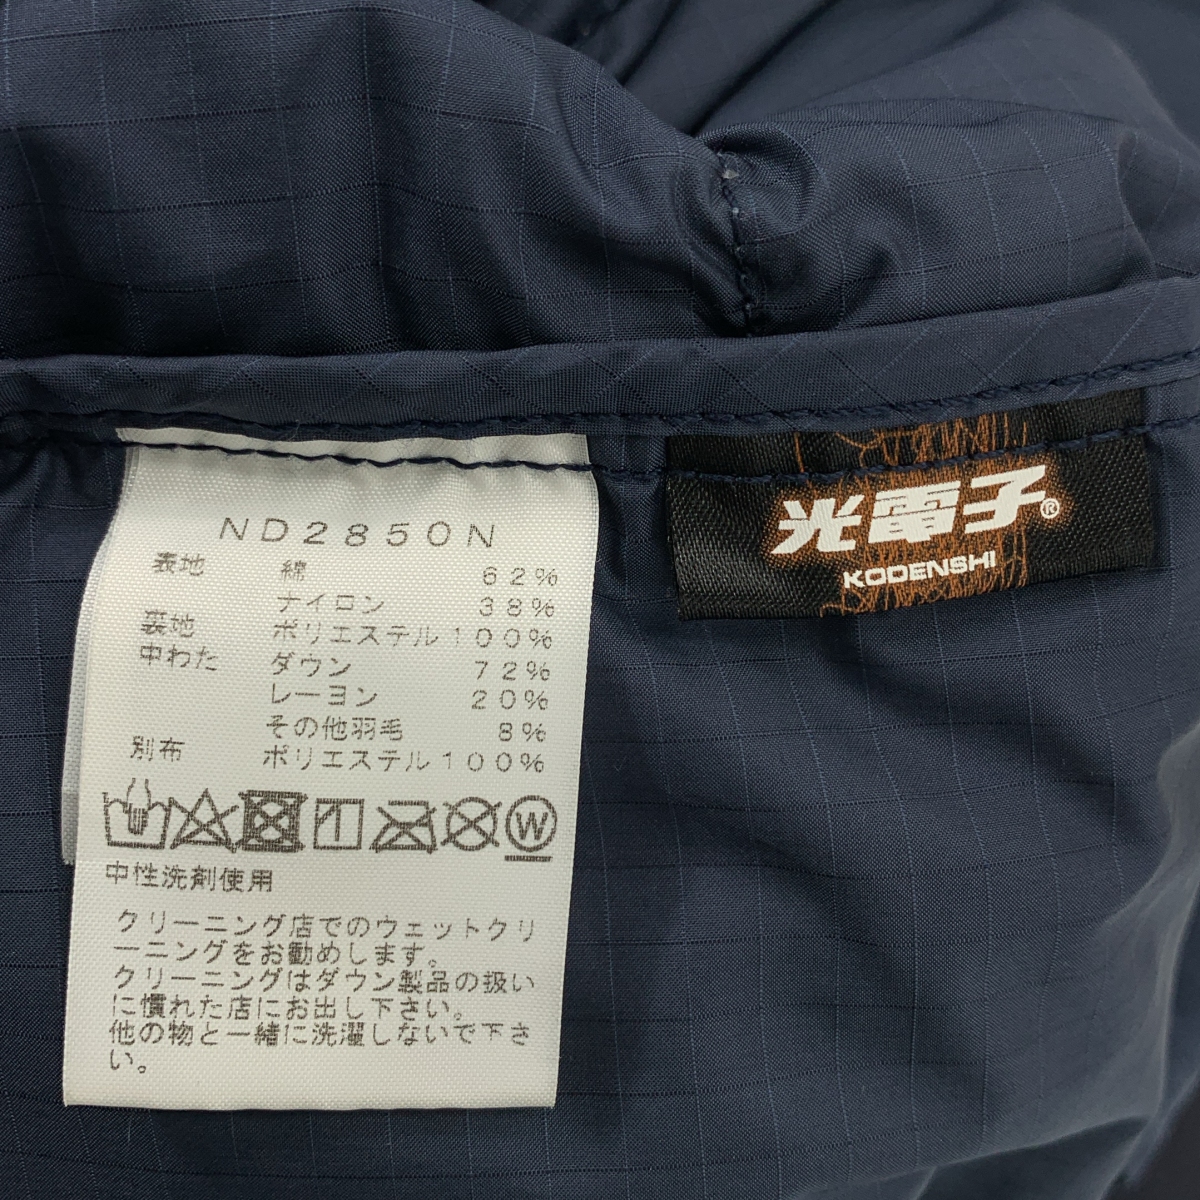 ND2850N
表地 綿 62%
ナイロン 38%
裏地 ポリエステル100%
中わた ダウン 72%
レーヨン 20%
その他羽毛 8%
別布 ポリエステル100%
W
中性洗剤使用
クリーニング店でのウェットクリ
ーニングをお勧めします。
クリーニングはダウン製品の扱い
に慣れた店にお出し下さい。
他の物と一緒に洗濯しないで下さ
い。
光電子®
KODENSHI